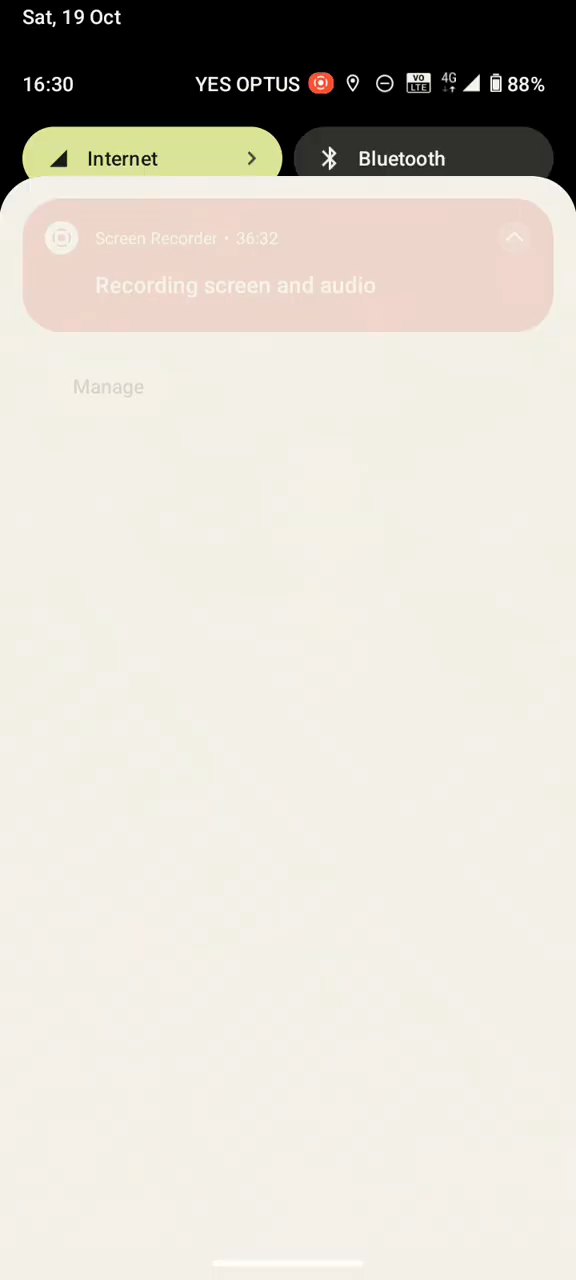 Sat, 19 Oct
16:30 YES OPTUS VO LTE 4G 88%
Internet Bluetooth
Screen Recorder • 36:32
Recording screen and audio
Manage